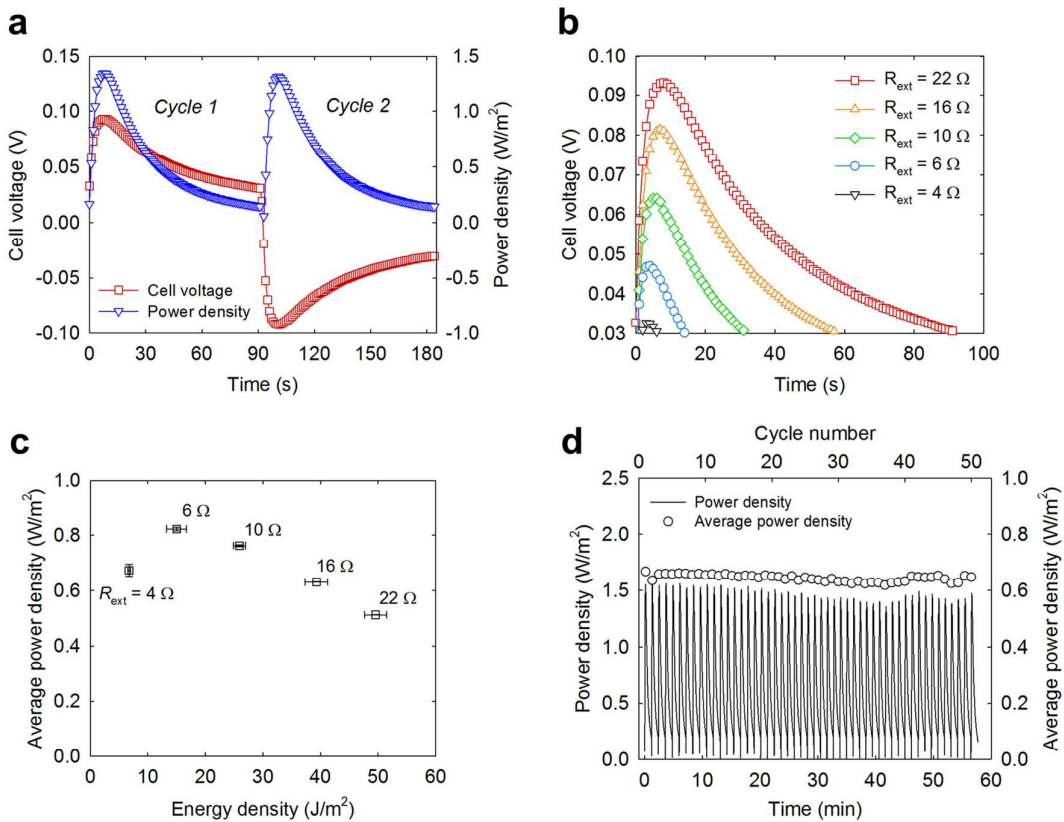 a
0.15
0.10
0.05
0.00
-0.05
-0.10
Cell voltage (V)
1.5
1.0
0.5
0.0
-0.5
-1.0
Power density (W/m²)
Cycle 1
Cycle 2
Cell voltage
Power density
0 30 60 90 120 150 180
Time (s)
b
0.10
0.09
0.08
0.07
0.06
0.05
0.04
0.03
Cell voltage (V)
Rext = 22 Ω
Rext = 16 Ω
Rext = 10 Ω
Rext = 6 Ω
Rext = 4 Ω
0 20 40 60 80 100
Time (s)
c
1.0
0.8
0.6
0.4
0.2
0.0
Average power density (W/m²)
6 Ω
10 Ω
16 Ω
Rext = 4 Ω
22 Ω
0 10 20 30 40 50 60
Energy density (J/m²)
d
Cycle number
0 10 20 30 40 50
2.5
2.0
1.5
1.0
0.5
0.0
Power density (W/m²)
Power density
Average power density
1.0
0.8
0.6
0.4
0.2
0.0
Average power density (W/m²)
0 10 20 30 40 50 60
Time (min)